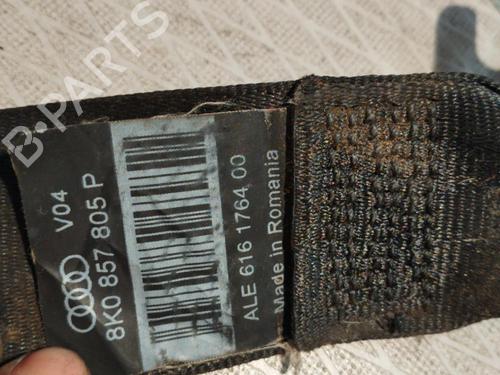 B-PARTS
V04
8K0 857 805 P
ALE 616 1764 00
Made in Romania